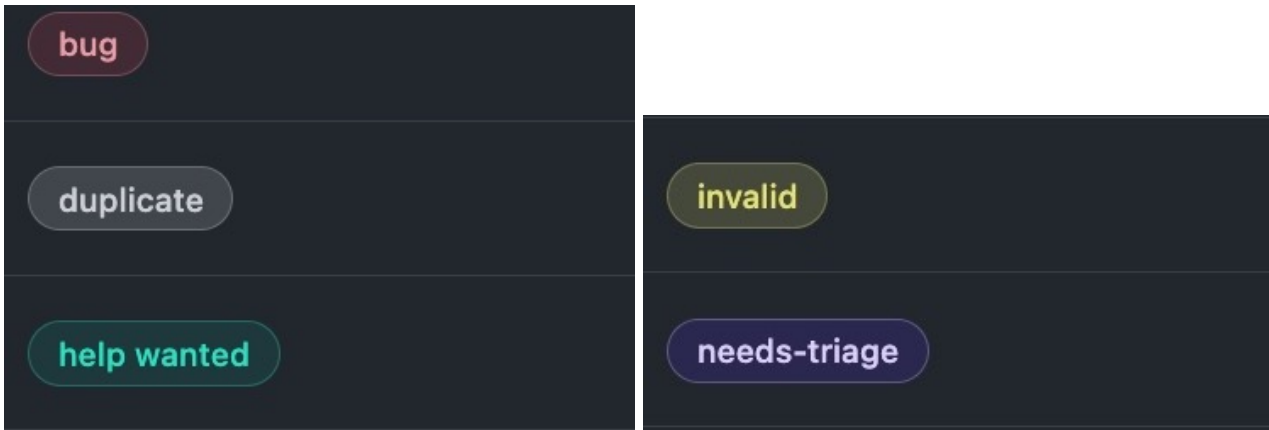 bug
duplicate
help wanted
invalid
needs-triage